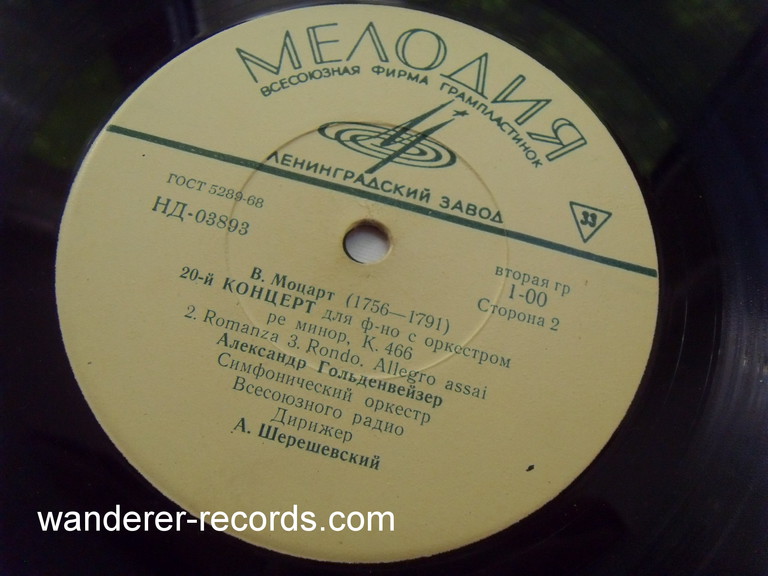 МЕЛОДИЯ
ВСЕСОЮЗНАЯ ФИРМА ГРАМПЛАСТИНОК
ЛЕНИНГРАДСКИЙ ЗАВОД
33
ГОСТ 5289-68
НД-03893
вторая гр
1-00
Сторона 2
В. Моцарт (1756—1791)
20-й КОНЦЕРТ для ф-но с оркестром
ре минор, К. 466
2. Romanza 3. Rondo. Allegro assai
Александр Гольденвейзер
Симфонический оркестр
Всесоюзного радио
Дирижер
А. Шерешевский
wanderer-records.com